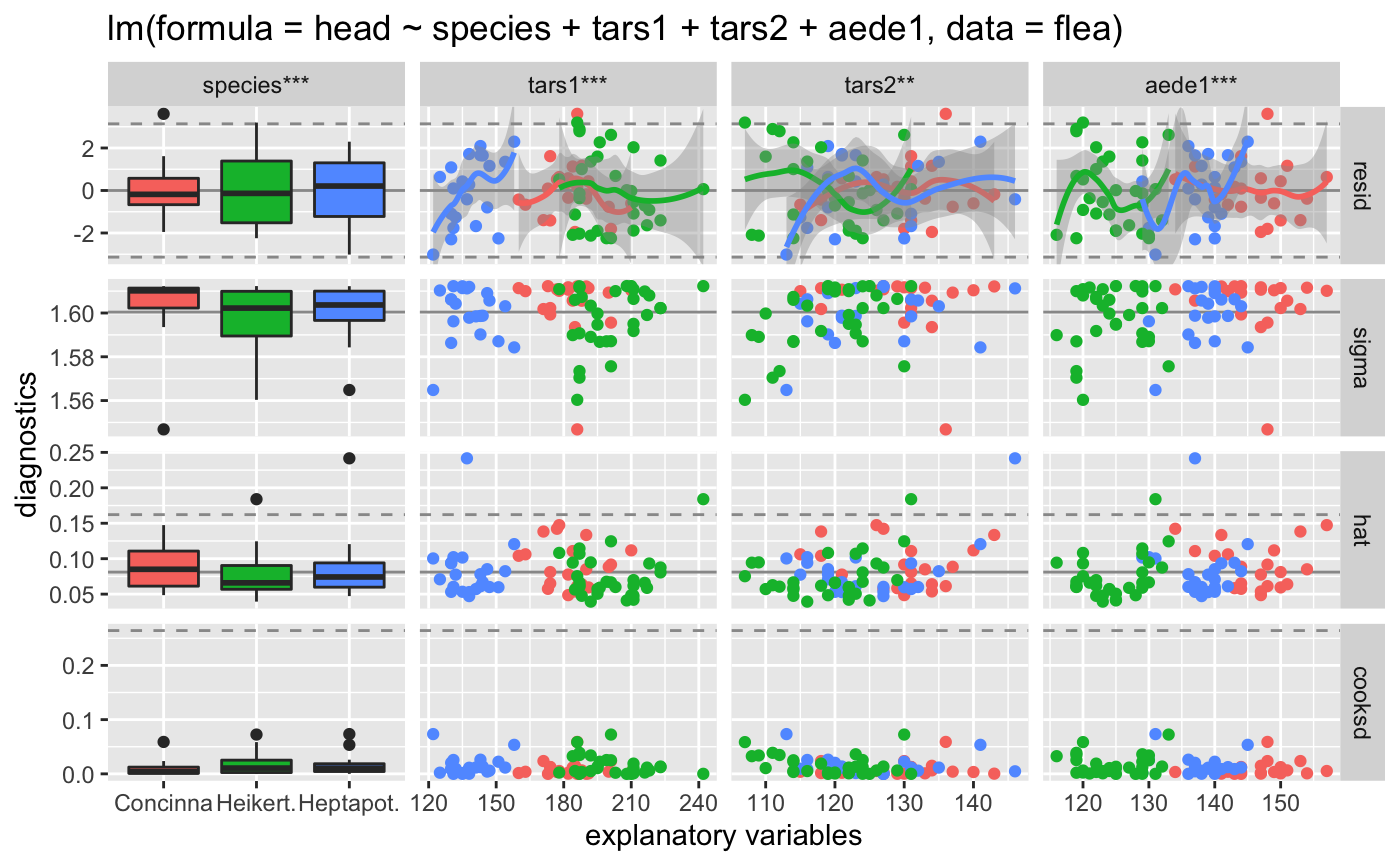 lm(formula = head ~ species + tars1 + tars2 + aede1, data = flea)
species*** tars1*** tars2** aede1***
2
0
-2
resid
1.60
1.58
1.56
sigma
0.25
0.20
0.15
0.10
0.05
hat
0.2
0.1
0.0
cooksd
diagnostics
Concinna Heikert. Heptapot. 120 150 180 210 240 110 120 130 140 120 130 140 150
explanatory variables